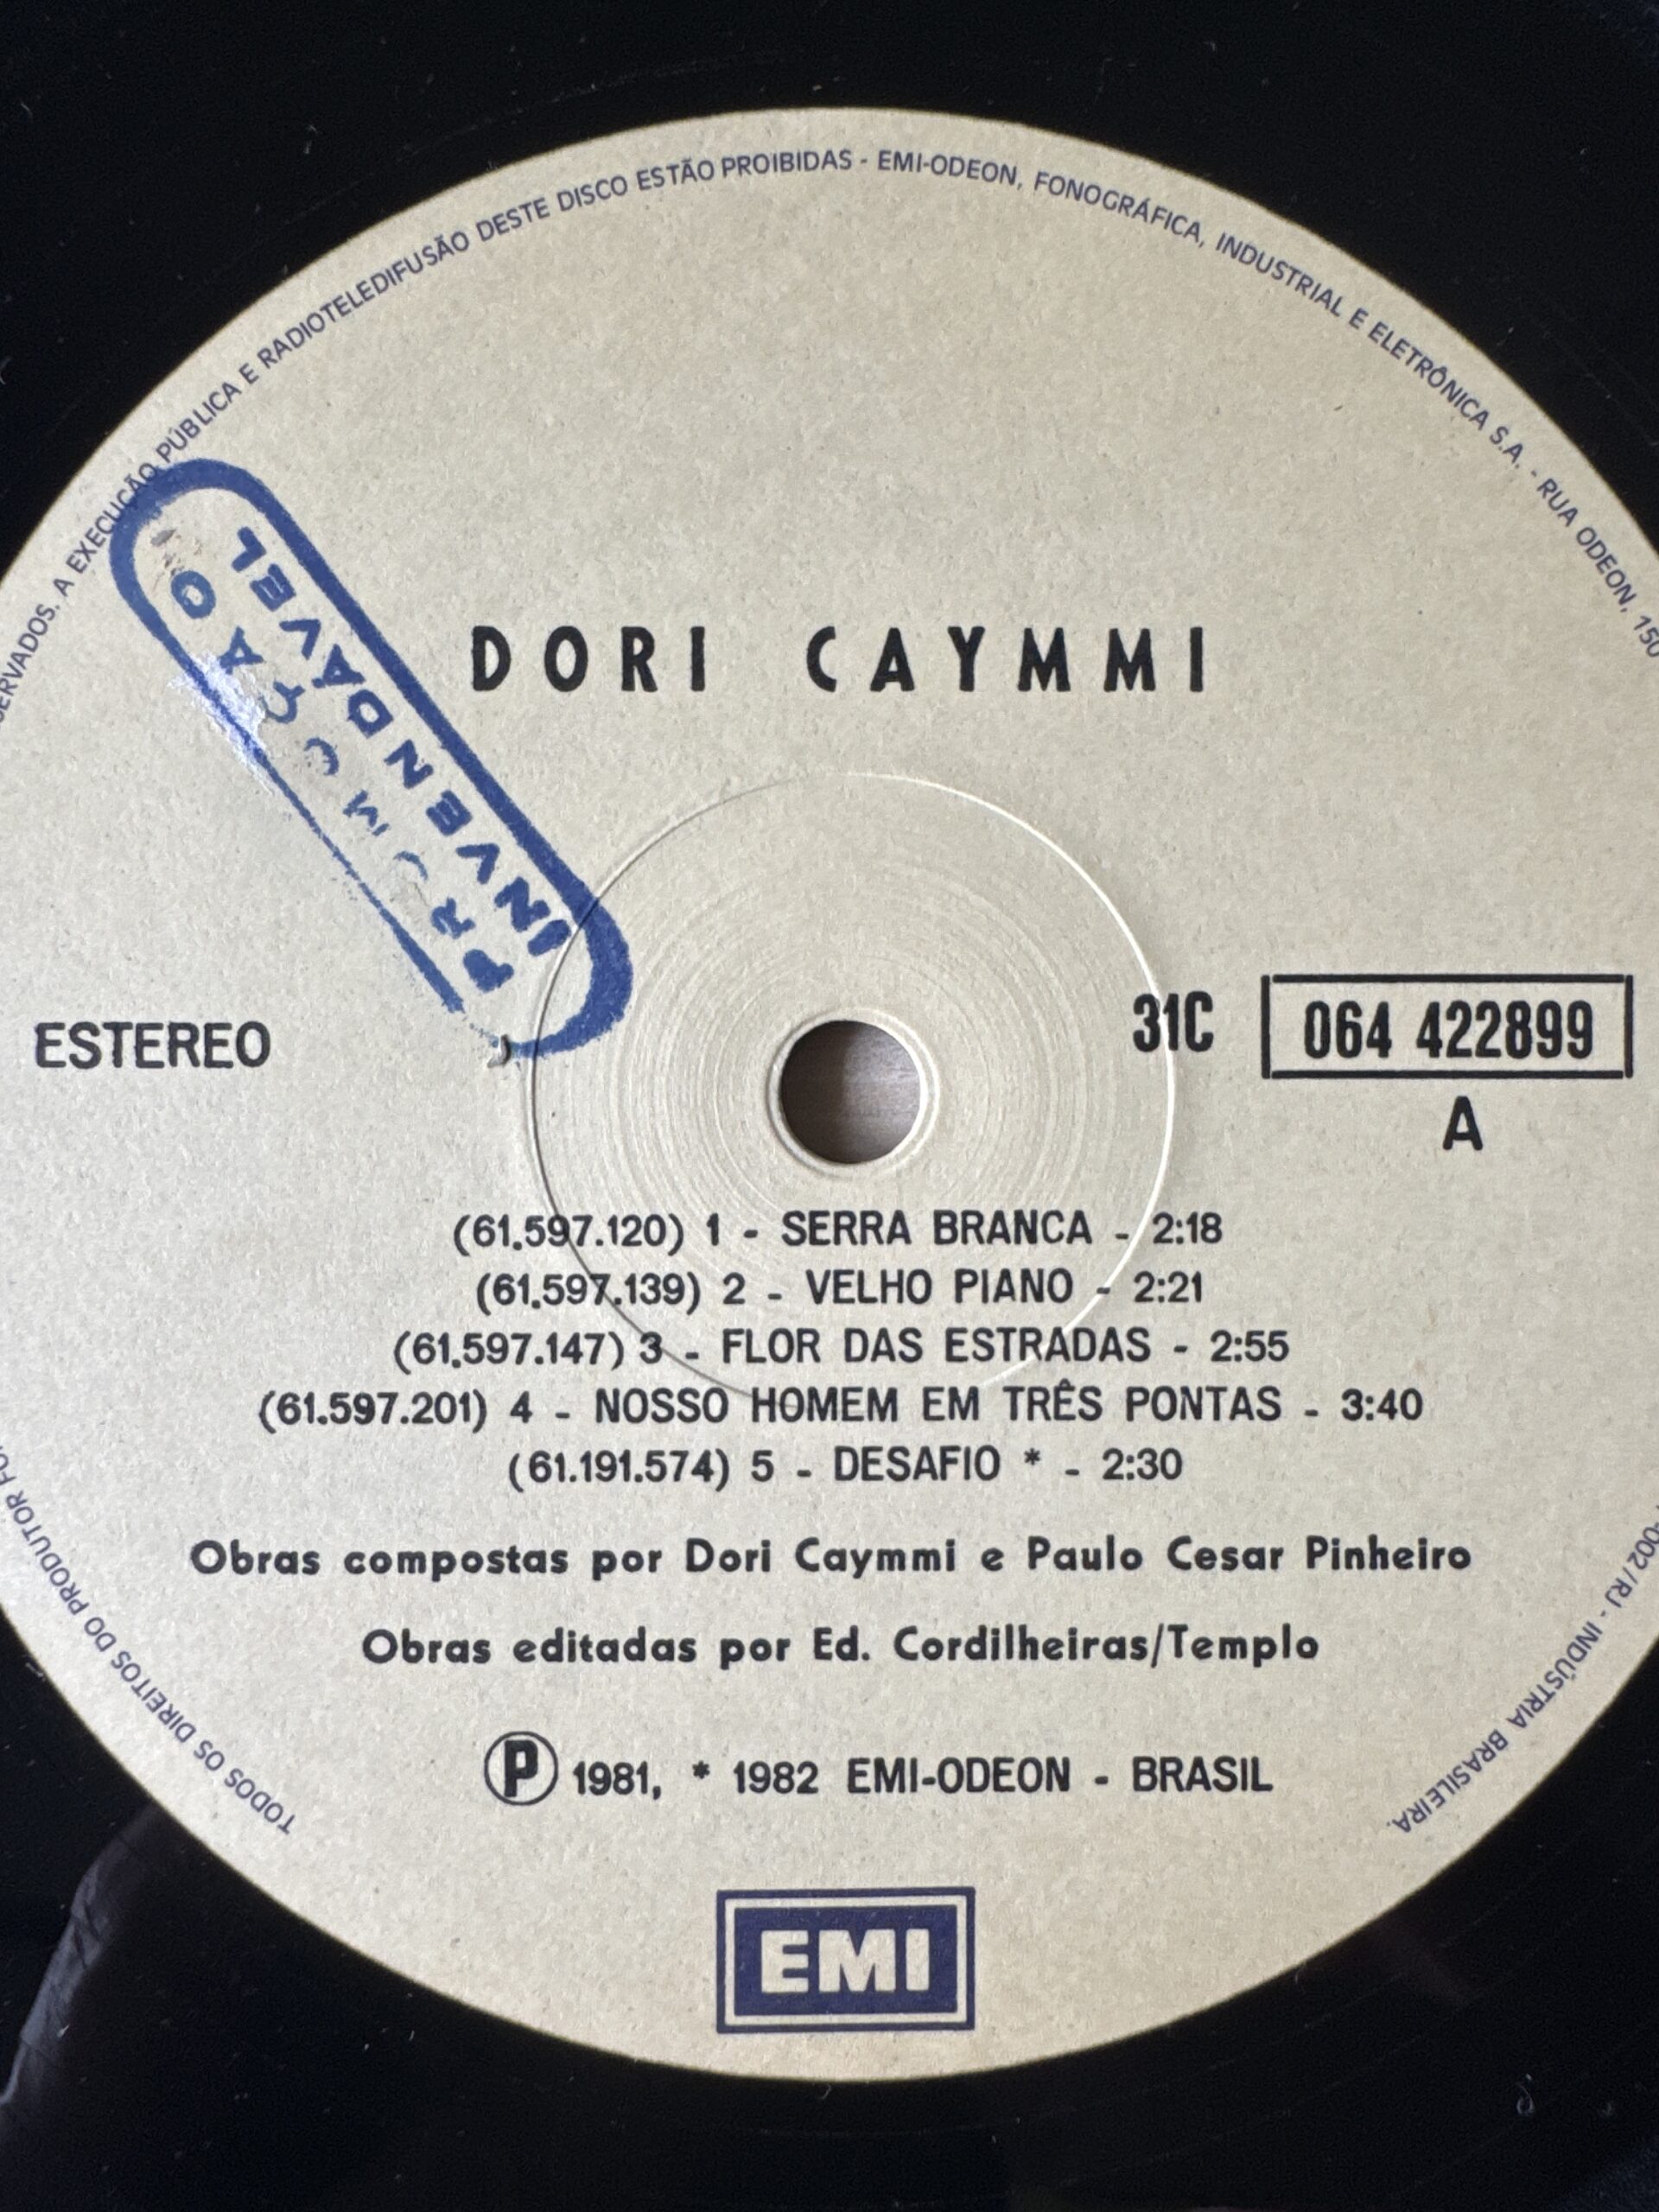 SERVADOS. A EXECUÇÃO PÚBLICA E RADIOTELEDIFUSÃO DESTE DISCO ESTÃO PROIBIDAS - EMI-ODEON, FONOGRÁFICA, INDUSTRIAL E ELETRÔNICA S.A. - RUA ODEON, 150
INVENDÁVEL
PROMOÇÃO
DORI CAYMMI
ESTEREO
31C 064 422899
A
(61.597.120) 1 - SERRA BRANCA - 2:18
(61.597.139) 2 - VELHO PIANO - 2:21
(61.597.147) 3 - FLOR DAS ESTRADAS - 2:55
(61.597.201) 4 - NOSSO HOMEM EM TRÊS PONTAS - 3:40
(61.191.574) 5 - DESAFIO * - 2:30
Obras compostas por Dori Caymmi e Paulo Cesar Pinheiro
Obras editadas por Ed. Cordilheiras/Templo
Ⓟ 1981, * 1982 EMI-ODEON - BRASIL
TODOS OS DIREITOS DO PRODUTOR
002/RJ - INDÚSTRIA BRASILEIRA.
EMI